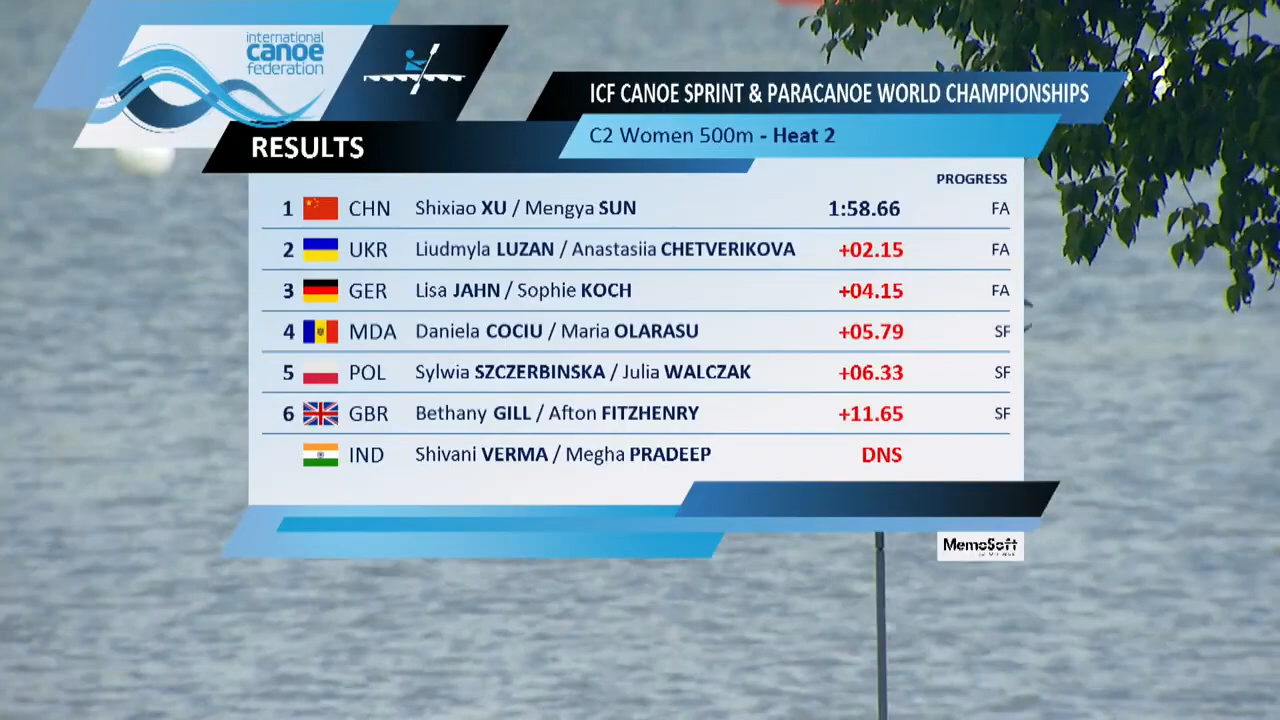 international
canoe
federation
ICF CANOE SPRINT & PARACANOE WORLD CHAMPIONSHIPS
C2 Women 500m - Heat 2
RESULTS
PROGRESS
1 CHN Shixiao XU / Mengya SUN 1:58.66 FA
2 UKR Liudmyla LUZAN / Anastasiia CHETVERIKOVA +02.15 FA
3 GER Lisa JAHN / Sophie KOCH +04.15 FA
4 MDA Daniela COCIU / Maria OLARASU +05.79 SF
5 POL Sylwia SZCZERBINSKA / Julia WALCZAK +06.33 SF
6 GBR Bethany GILL / Afton FITZHENRY +11.65 SF
IND Shivani VERMA / Megha PRADEEP DNS
MemoSoft